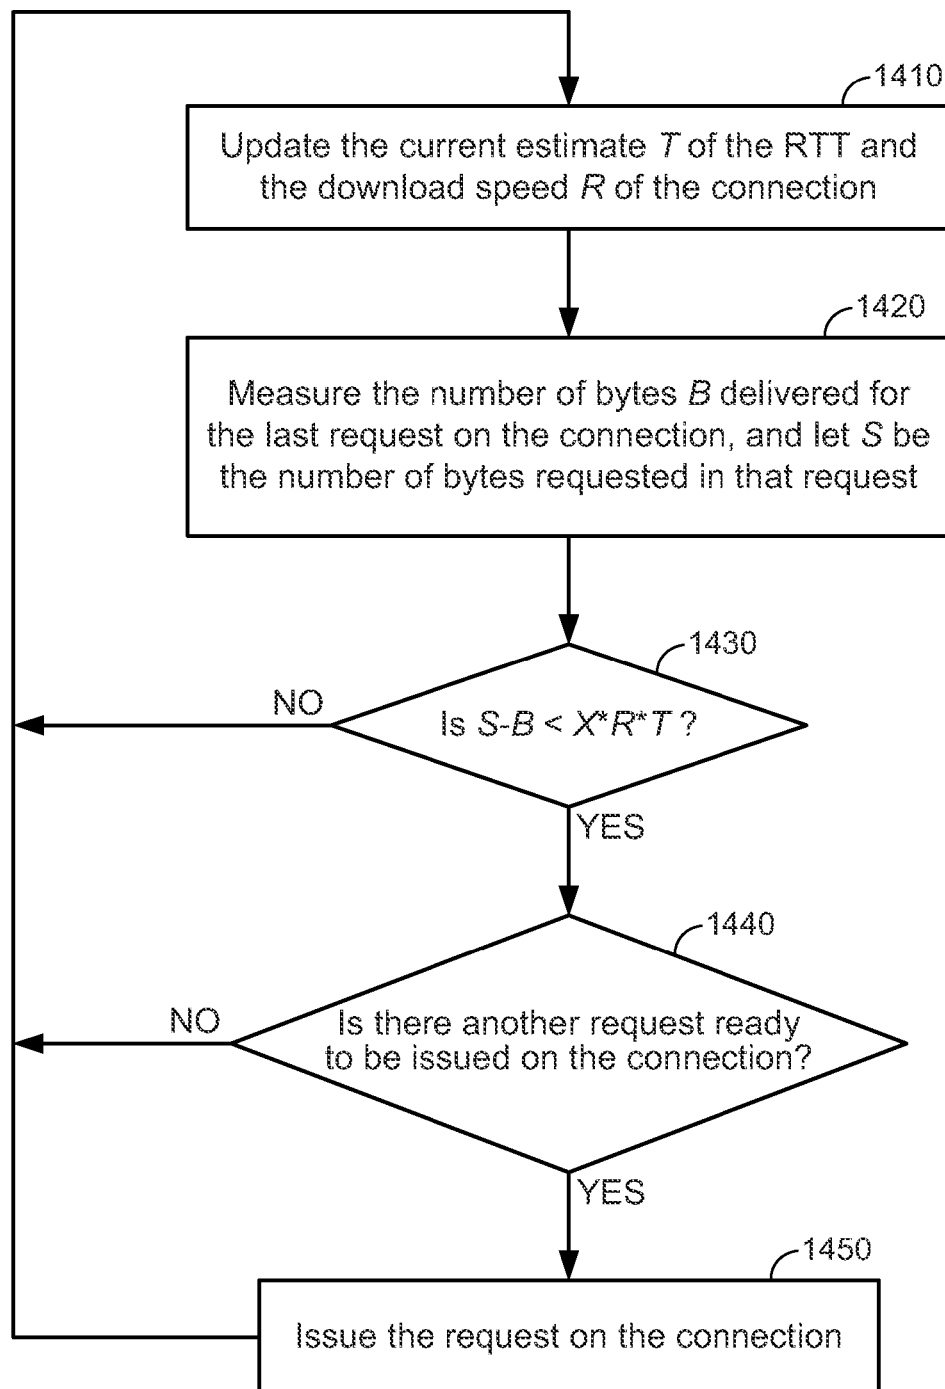 1410
Update the current estimate T of the RTT and
the download speed R of the connection
1420
Measure the number of bytes B delivered for
the last request on the connection, and let S be
the number of bytes requested in that request
1430
NO
Is S-B < X*R*T ?
YES
1440
NO
Is there another request ready
to be issued on the connection?
YES
1450
Issue the request on the connection